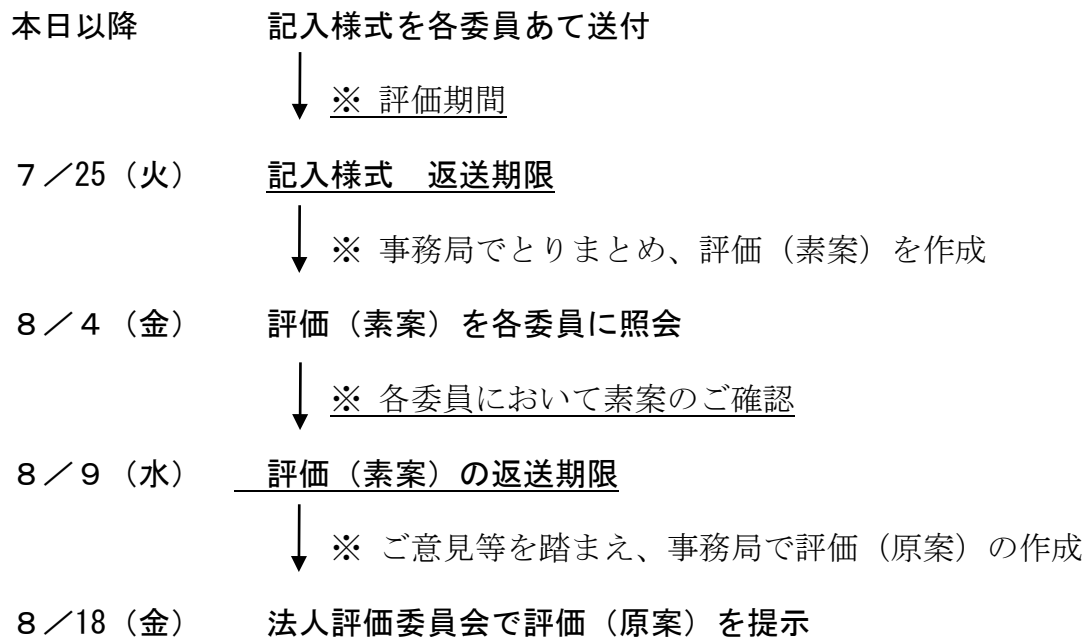 本日以降　記入様式を各委員あて送付
※ 評価期間
７／25（火）　記入様式　返送期限
※ 事務局でとりまとめ、評価（素案）を作成
８／４（金）　評価（素案）を各委員に照会
※ 各委員において素案のご確認
８／９（水）　評価（素案）の返送期限
※ ご意見等を踏まえ、事務局で評価（原案）の作成
８／18（金）　法人評価委員会で評価（原案）を提示